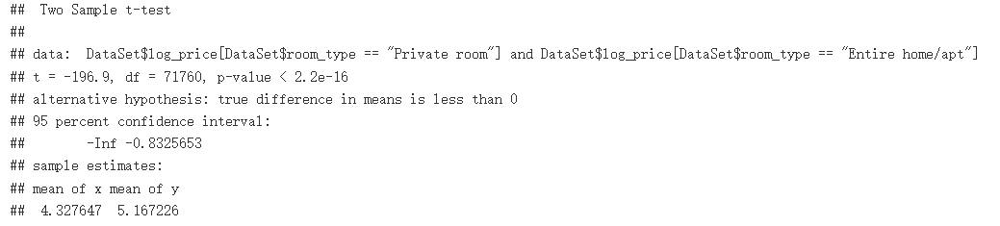 ##  Two Sample t-test
##
## data:  DataSet$log_price[DataSet$room_type == "Private room"] and DataSet$log_price[DataSet$room_type == "Entire home/apt"]
## t = -196.9, df = 71760, p-value < 2.2e-16
## alternative hypothesis: true difference in means is less than 0
## 95 percent confidence interval:
##        -Inf -0.8325653
## sample estimates:
## mean of x mean of y
##  4.327647  5.167226